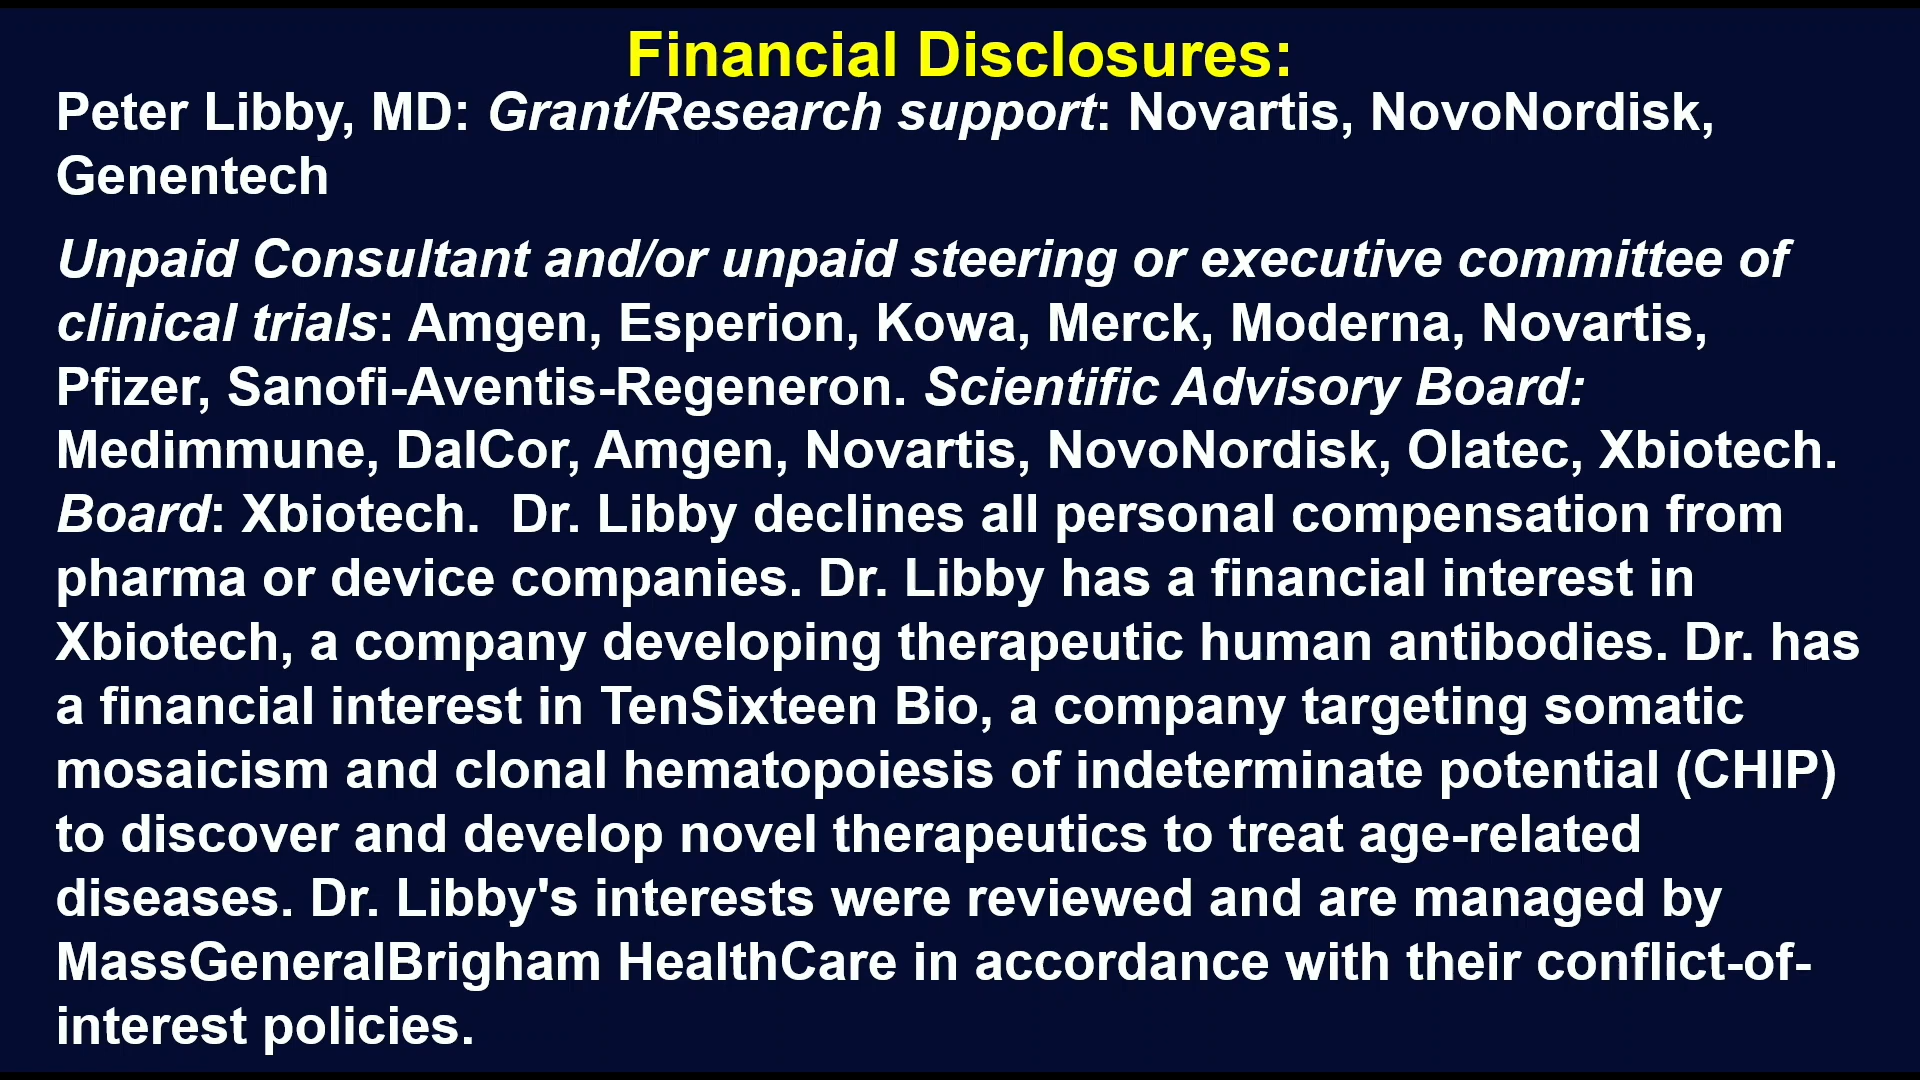 Financial Disclosures:
Peter Libby, MD: Grant/Research support: Novartis, NovoNordisk,
Genentech
Unpaid Consultant and/or unpaid steering or executive committee of
clinical trials: Amgen, Esperion, Kowa, Merck, Moderna, Novartis,
Pfizer, Sanofi-Aventis-Regeneron. Scientific Advisory Board:
Medimmune, DalCor, Amgen, Novartis, NovoNordisk, Olatec, Xbiotech.
Board: Xbiotech.  Dr. Libby declines all personal compensation from
pharma or device companies. Dr. Libby has a financial interest in
Xbiotech, a company developing therapeutic human antibodies. Dr. has
a financial interest in TenSixteen Bio, a company targeting somatic
mosaicism and clonal hematopoiesis of indeterminate potential (CHIP)
to discover and develop novel therapeutics to treat age-related
diseases. Dr. Libby's interests were reviewed and are managed by
MassGeneralBrigham HealthCare in accordance with their conflict-of-
interest policies.